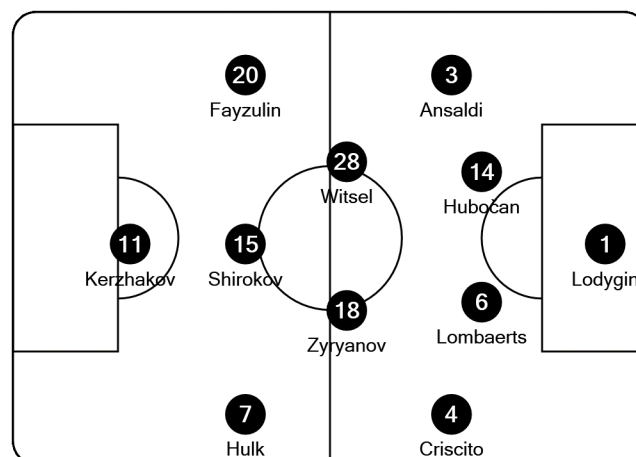 20
Fayzulin
3
Ansaldi
28
Witsel
14
Hubočan
11
Kerzhakov
15
Shirokov
1
Lodygin
18
Zyryanov
6
Lombaerts
7
Hulk
4
Criscito